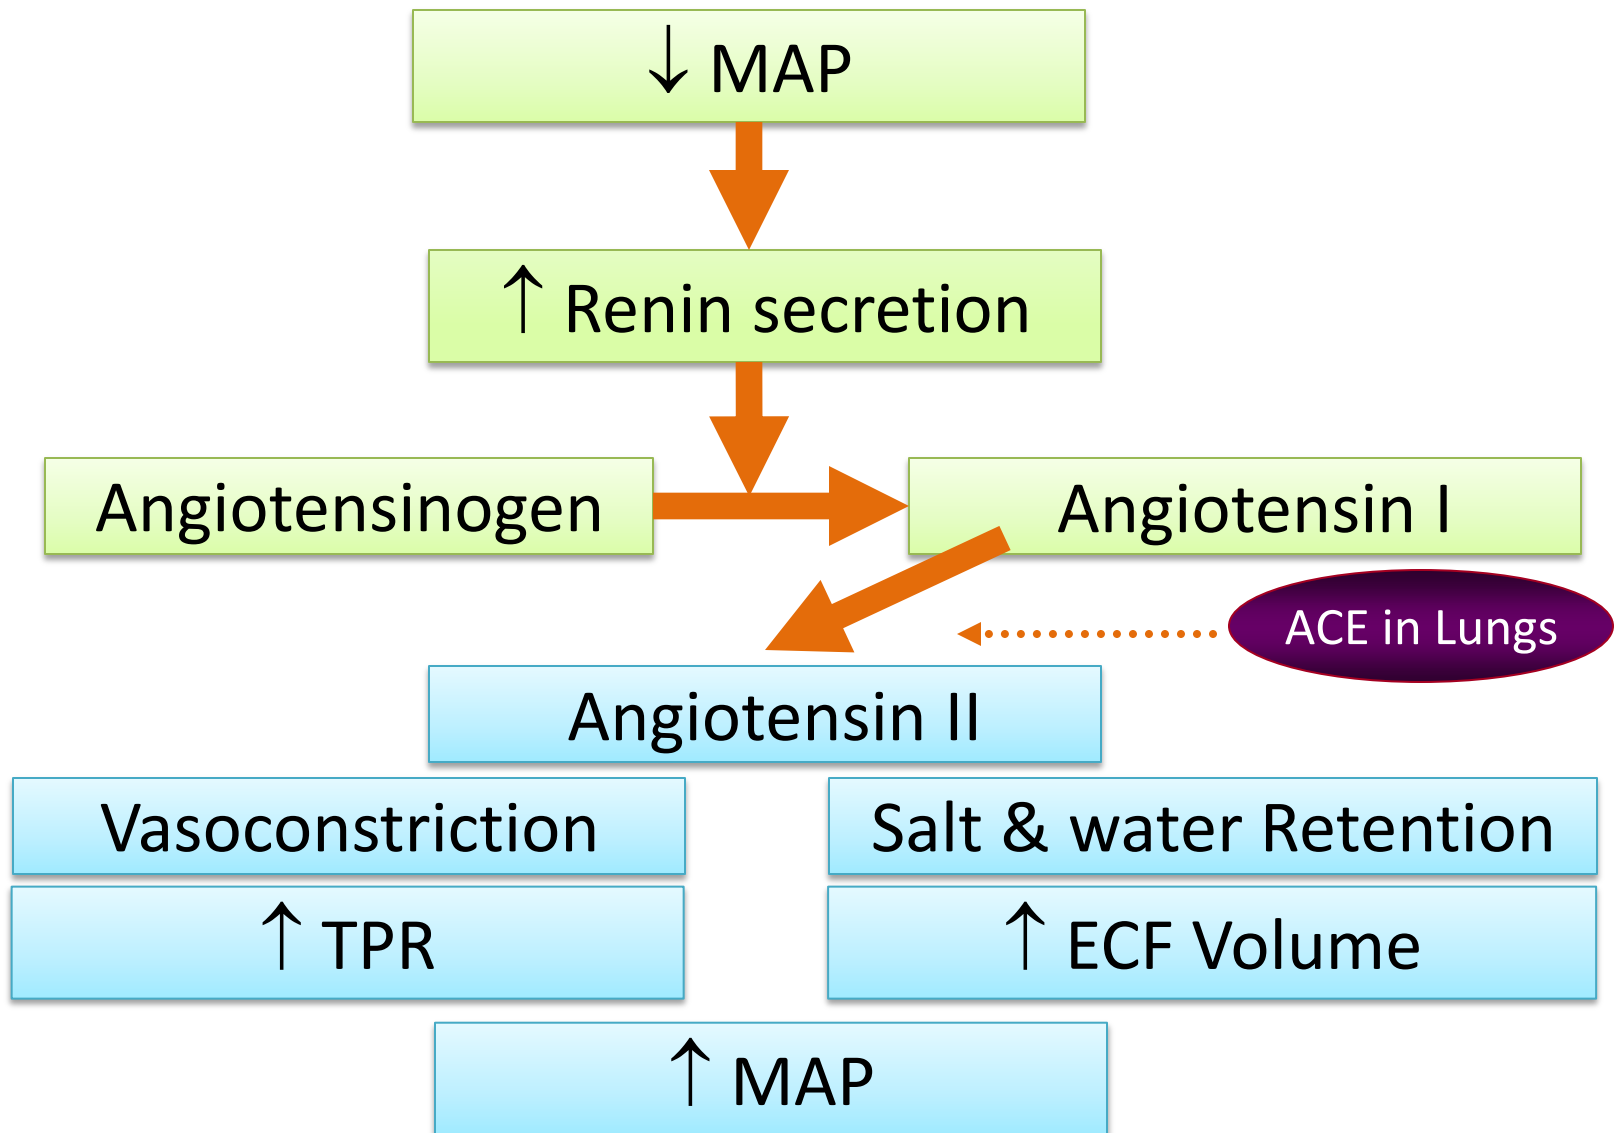 ↓ MAP
↑ Renin secretion
Angiotensinogen
Angiotensin I
ACE in Lungs
Angiotensin II
Vasoconstriction
Salt & water Retention
↑ TPR
↑ ECF Volume
↑ MAP